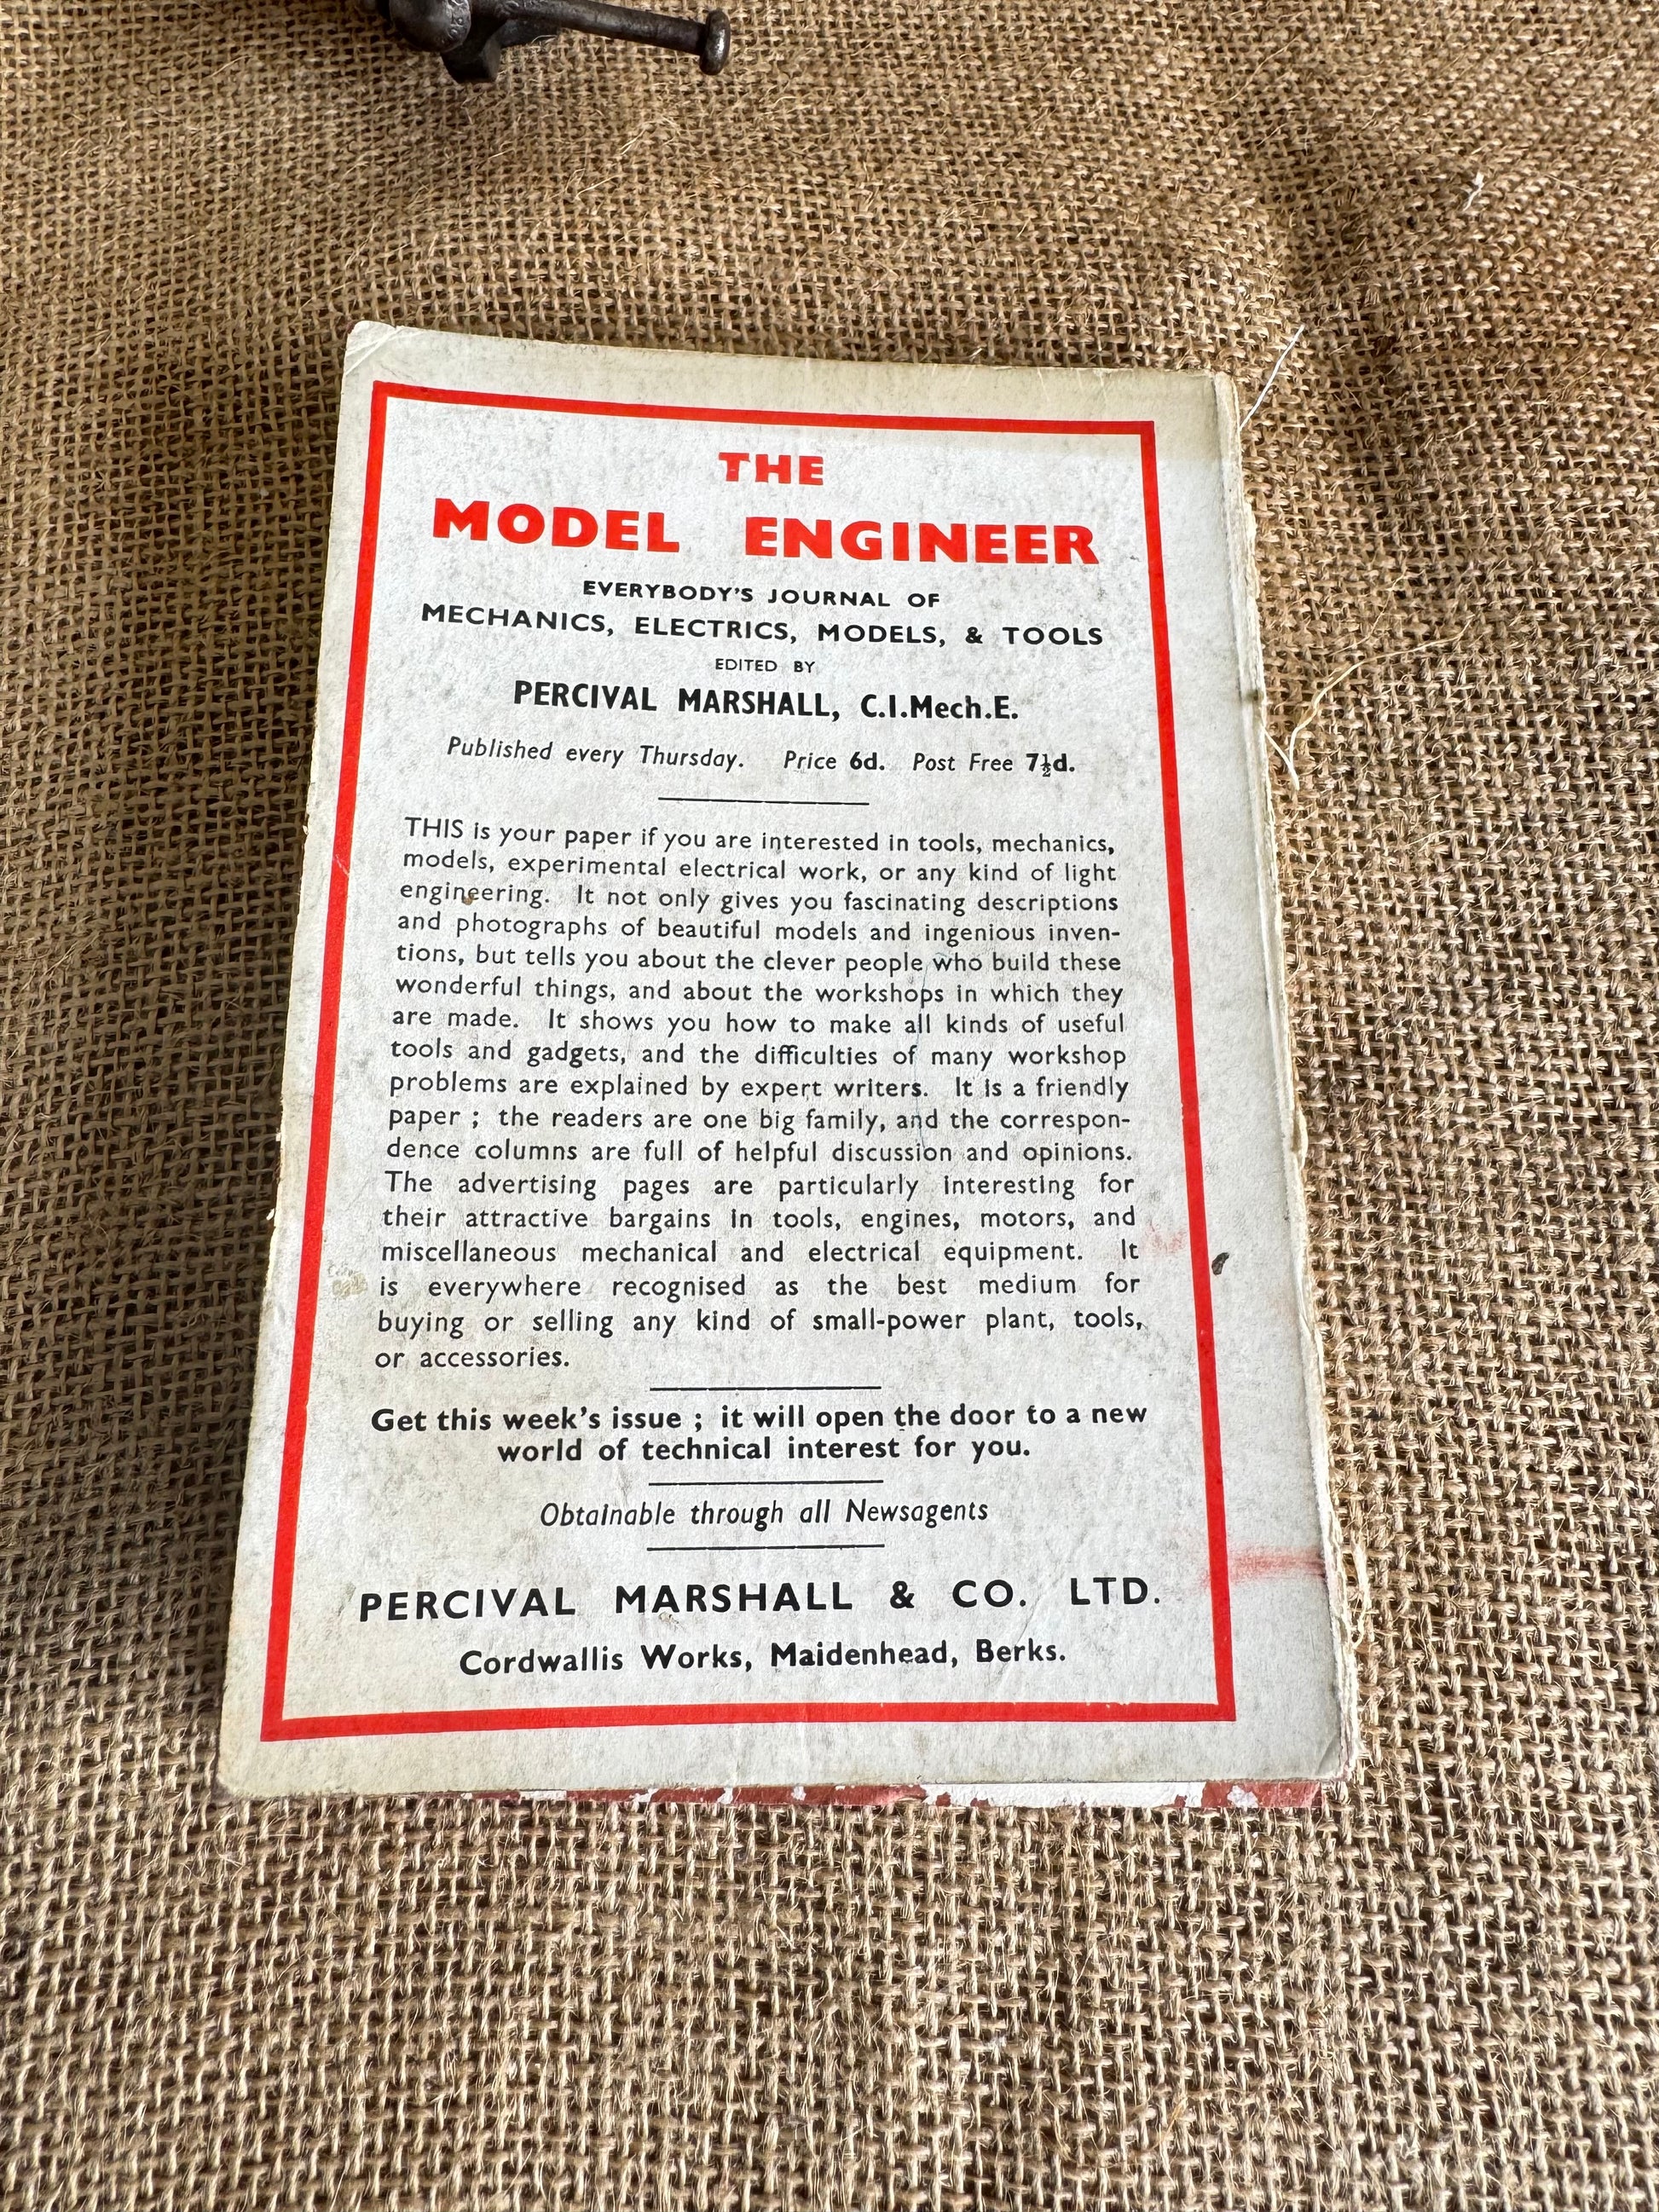 THE
MODEL ENGINEER
EVERYBODY'S JOURNAL OF
MECHANICS, ELECTRICS, MODELS, & TOOLS
EDITED BY
PERCIVAL MARSHALL, C.I.Mech.E.
Published every Thursday. Price 6d. Post Free 7½d.
THIS is your paper if you are interested in tools, mechanics,
models, experimental electrical work, or any kind of light
engineering. It not only gives you fascinating descriptions
and photographs of beautiful models and ingenious inven-
tions, but tells you about the clever people who build these
wonderful things, and about the workshops in which they
are made. It shows you how to make all kinds of useful
tools and gadgets, and the difficulties of many workshop
problems are explained by expert writers. It is a friendly
paper ; the readers are one big family, and the correspon-
dence columns are full of helpful discussion and opinions.
The advertising pages are particularly interesting for
their attractive bargains in tools, engines, motors, and
miscellaneous mechanical and electrical equipment. It
is everywhere recognised as the best medium for
buying or selling any kind of small-power plant, tools,
or accessories.
Get this week's issue ; it will open the door to a new
world of technical interest for you.
Obtainable through all Newsagents
PERCIVAL MARSHALL & CO. LTD.
Cordwallis Works, Maidenhead, Berks.